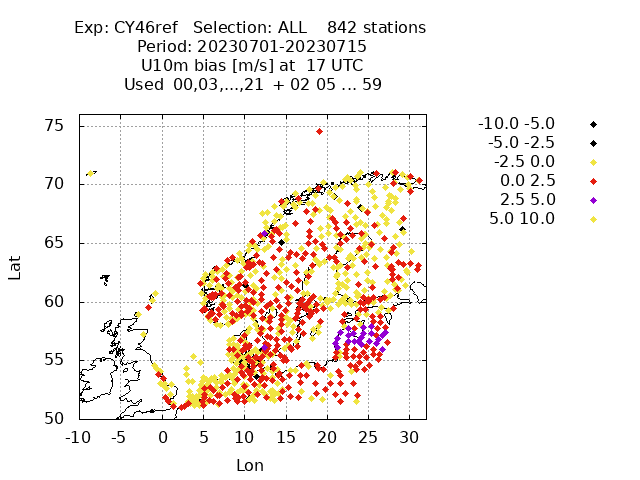 Exp: CY46ref Selection: ALL 842 stations
Period: 20230701-20230715
U10m bias [m/s] at 17 UTC
Used 00,03,...,21 + 02 05 ... 59
-10.0 -5.0
-5.0 -2.5
-2.5 0.0
0.0 2.5
2.5 5.0
5.0 10.0
75
70
65
60
55
50
Lat
-10 -5 0 5 10 15 20 25 30
Lon